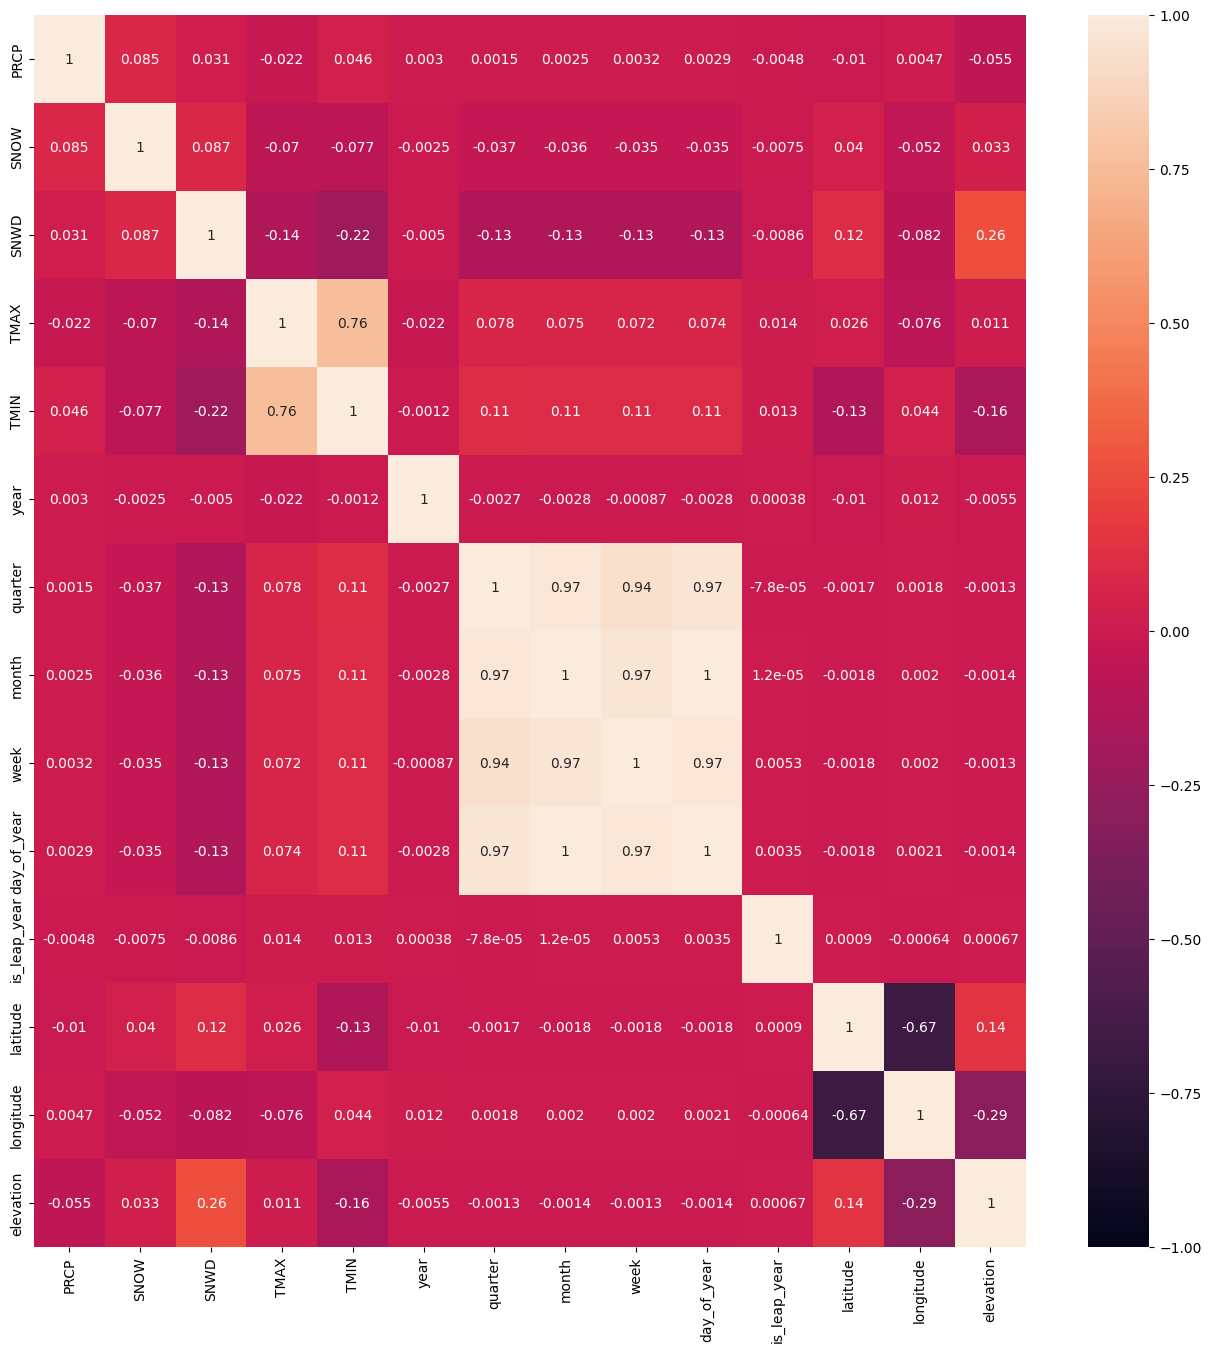 PRCP 1 0.085 0.031 -0.022 0.046 0.003 0.0015 0.0025 0.0032 0.0029 -0.0048 -0.01 0.0047 -0.055
SNOW 0.085 1 0.087 -0.07 -0.077 -0.0025 -0.037 -0.036 -0.035 -0.035 -0.0075 0.04 -0.052 0.033
SNWD 0.031 0.087 1 -0.14 -0.22 -0.005 -0.13 -0.13 -0.13 -0.13 -0.0086 0.12 -0.082 0.26
TMAX -0.022 -0.07 -0.14 1 0.76 -0.022 0.078 0.075 0.072 0.074 0.014 0.026 -0.076 0.011
TMIN 0.046 -0.077 -0.22 0.76 1 -0.0012 0.11 0.11 0.11 0.11 0.013 -0.13 0.044 -0.16
year 0.003 -0.0025 -0.005 -0.022 -0.0012 1 -0.0027 -0.0028 -0.00087 -0.0028 0.00038 -0.01 0.012 -0.0055
quarter 0.0015 -0.037 -0.13 0.078 0.11 -0.0027 1 0.97 0.94 0.97 -7.8e-05 -0.0017 0.0018 -0.0013
month 0.0025 -0.036 -0.13 0.075 0.11 -0.0028 0.97 1 0.97 1 1.2e-05 -0.0018 0.002 -0.0014
week 0.0032 -0.035 -0.13 0.072 0.11 -0.00087 0.94 0.97 1 0.97 0.0053 -0.0018 0.002 -0.0013
day_of_year 0.0029 -0.035 -0.13 0.074 0.11 -0.0028 0.97 1 0.97 1 0.0035 -0.0018 0.0021 -0.0014
is_leap_year -0.0048 -0.0075 -0.0086 0.014 0.013 0.00038 -7.8e-05 1.2e-05 0.0053 0.0035 1 0.0009 -0.00064 0.00067
latitude -0.01 0.04 0.12 0.026 -0.13 -0.01 -0.0017 -0.0018 -0.0018 -0.0018 0.0009 1 -0.67 0.14
longitude 0.0047 -0.052 -0.082 -0.076 0.044 0.012 0.0018 0.002 0.002 0.0021 -0.00064 -0.67 1 -0.29
elevation -0.055 0.033 0.26 0.011 -0.16 -0.0055 -0.0013 -0.0014 -0.0013 -0.0014 0.00067 0.14 -0.29 1
PRCP SNOW SNWD TMAX TMIN year quarter month week day_of_year is_leap_year latitude longitude elevation
1.00
0.75
0.50
0.25
0.00
−0.25
−0.50
−0.75
−1.00